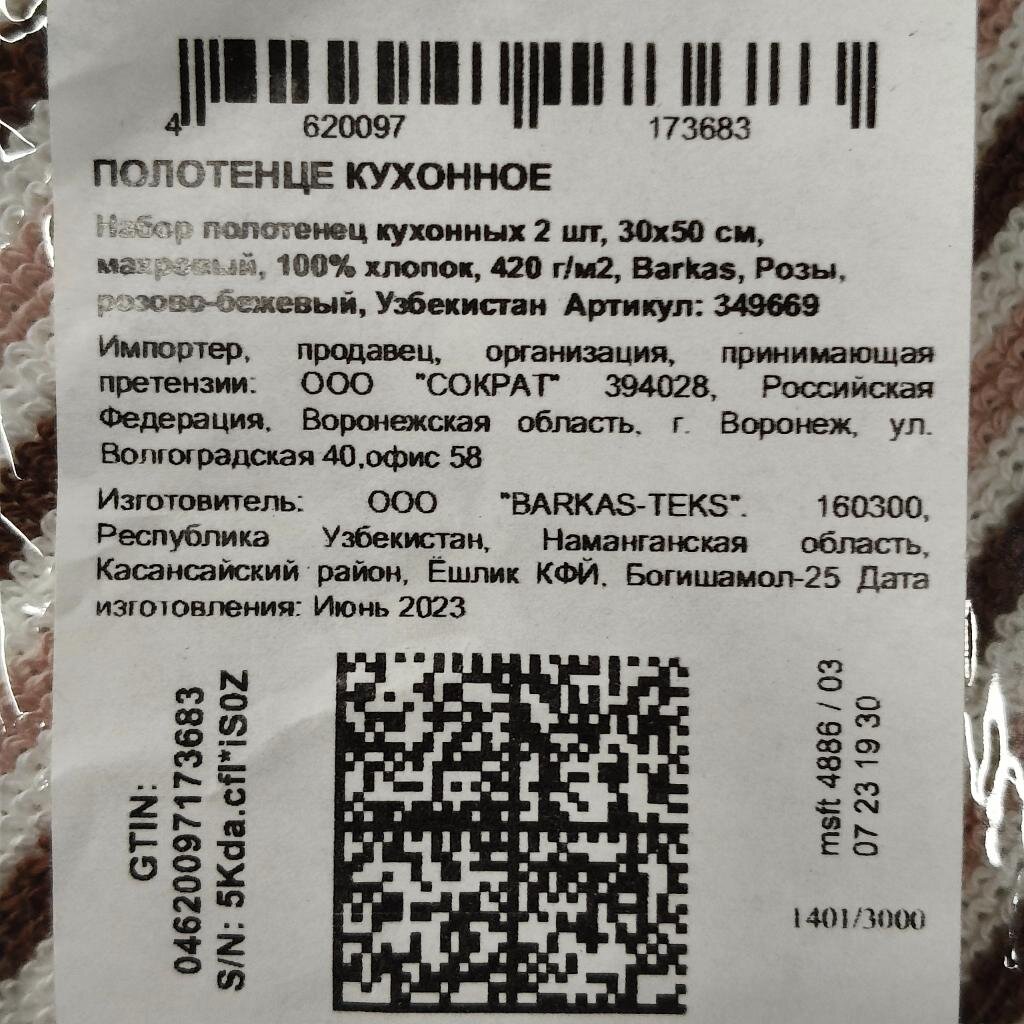 4 620097 173683
ПОЛОТЕНЦЕ КУХОННОЕ
Набор полотенец кухонных 2 шт, 30х50 см,
махровый, 100% хлопок, 420 г/м2, Barkas, Розы,
розово-бежевый, Узбекистан Артикул: 349669
Импортер, продавец, организация, принимающая
претензии: ООО "СОКРАТ" 394028, Российская
Федерация, Воронежская область, г. Воронеж, ул.
Волгоградская 40,офис 58
Изготовитель: ООО "BARKAS-TEKS". 160300,
Республика Узбекистан, Наманганская область,
Касансайский район, Ёшлик КФЙ, Богишамол-25 Дата
изготовления: Июнь 2023
GTIN:
04620097173683
S/N: 5Kda.cfl*iS0Z
msft 4886 / 03
07 23 19 30
1401/3000